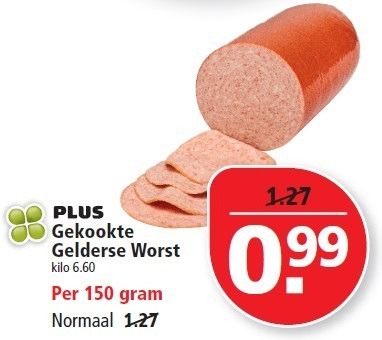 PLUS
Gekookte
Gelderse Worst
kilo 6.60
Per 150 gram
Normaal 1.27
1.27
0.99